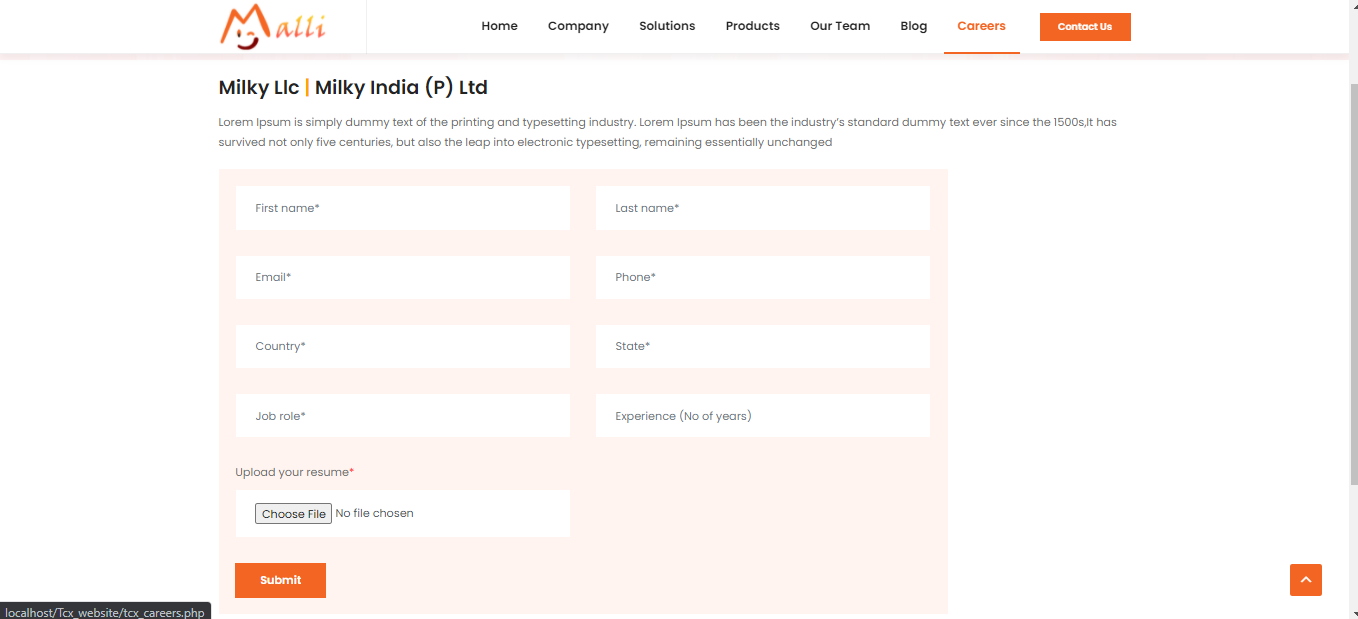 Malli
Home Company Solutions Products Our Team Blog Careers Contact Us
Milky Llc | Milky India (P) Ltd
Lorem Ipsum is simply dummy text of the printing and typesetting industry. Lorem Ipsum has been the industry’s standard dummy text ever since the 1500s,It has
survived not only five centuries, but also the leap into electronic typesetting, remaining essentially unchanged
First name* Last name*
Email* Phone*
Country* State*
Job role* Experience (No of years)
Upload your resume*
Choose File No file chosen
Submit
localhost/Tcx_website/tcx_careers.php